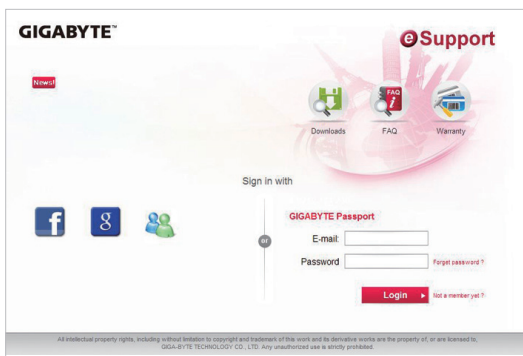 GIGABYTE™
eSupport
News!
FAQ
i
Downloads FAQ Warranty
Sign in with
f g
or
GIGABYTE Passport
E-mail:
Password Forget password ?
Login Not a member yet ?
All intellectual property rights, including without limitation to copyright and trademark of this work and its derivative works are the property of, or are licensed to,
GIGA-BYTE TECHNOLOGY CO., LTD. Any unauthorized use is strictly prohibited.